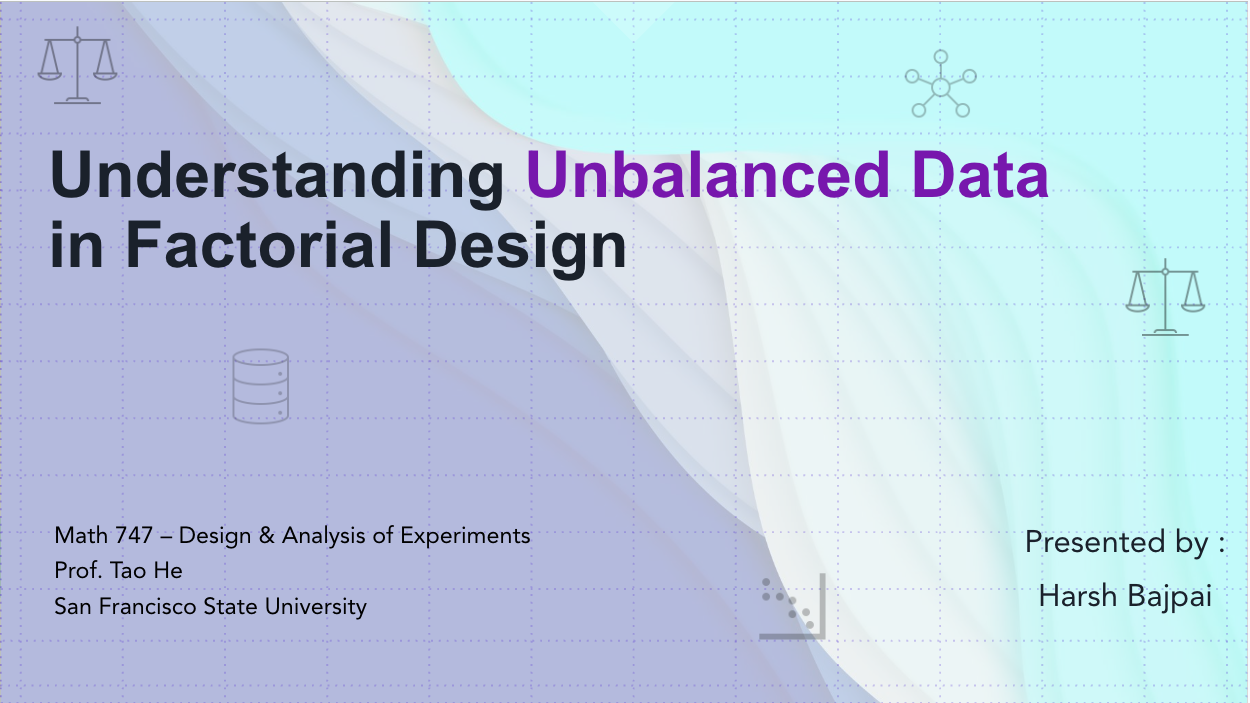 Understanding Unbalanced Data
in Factorial Design
Math 747 – Design & Analysis of Experiments
Prof. Tao He
San Francisco State University
Presented by :
Harsh Bajpai